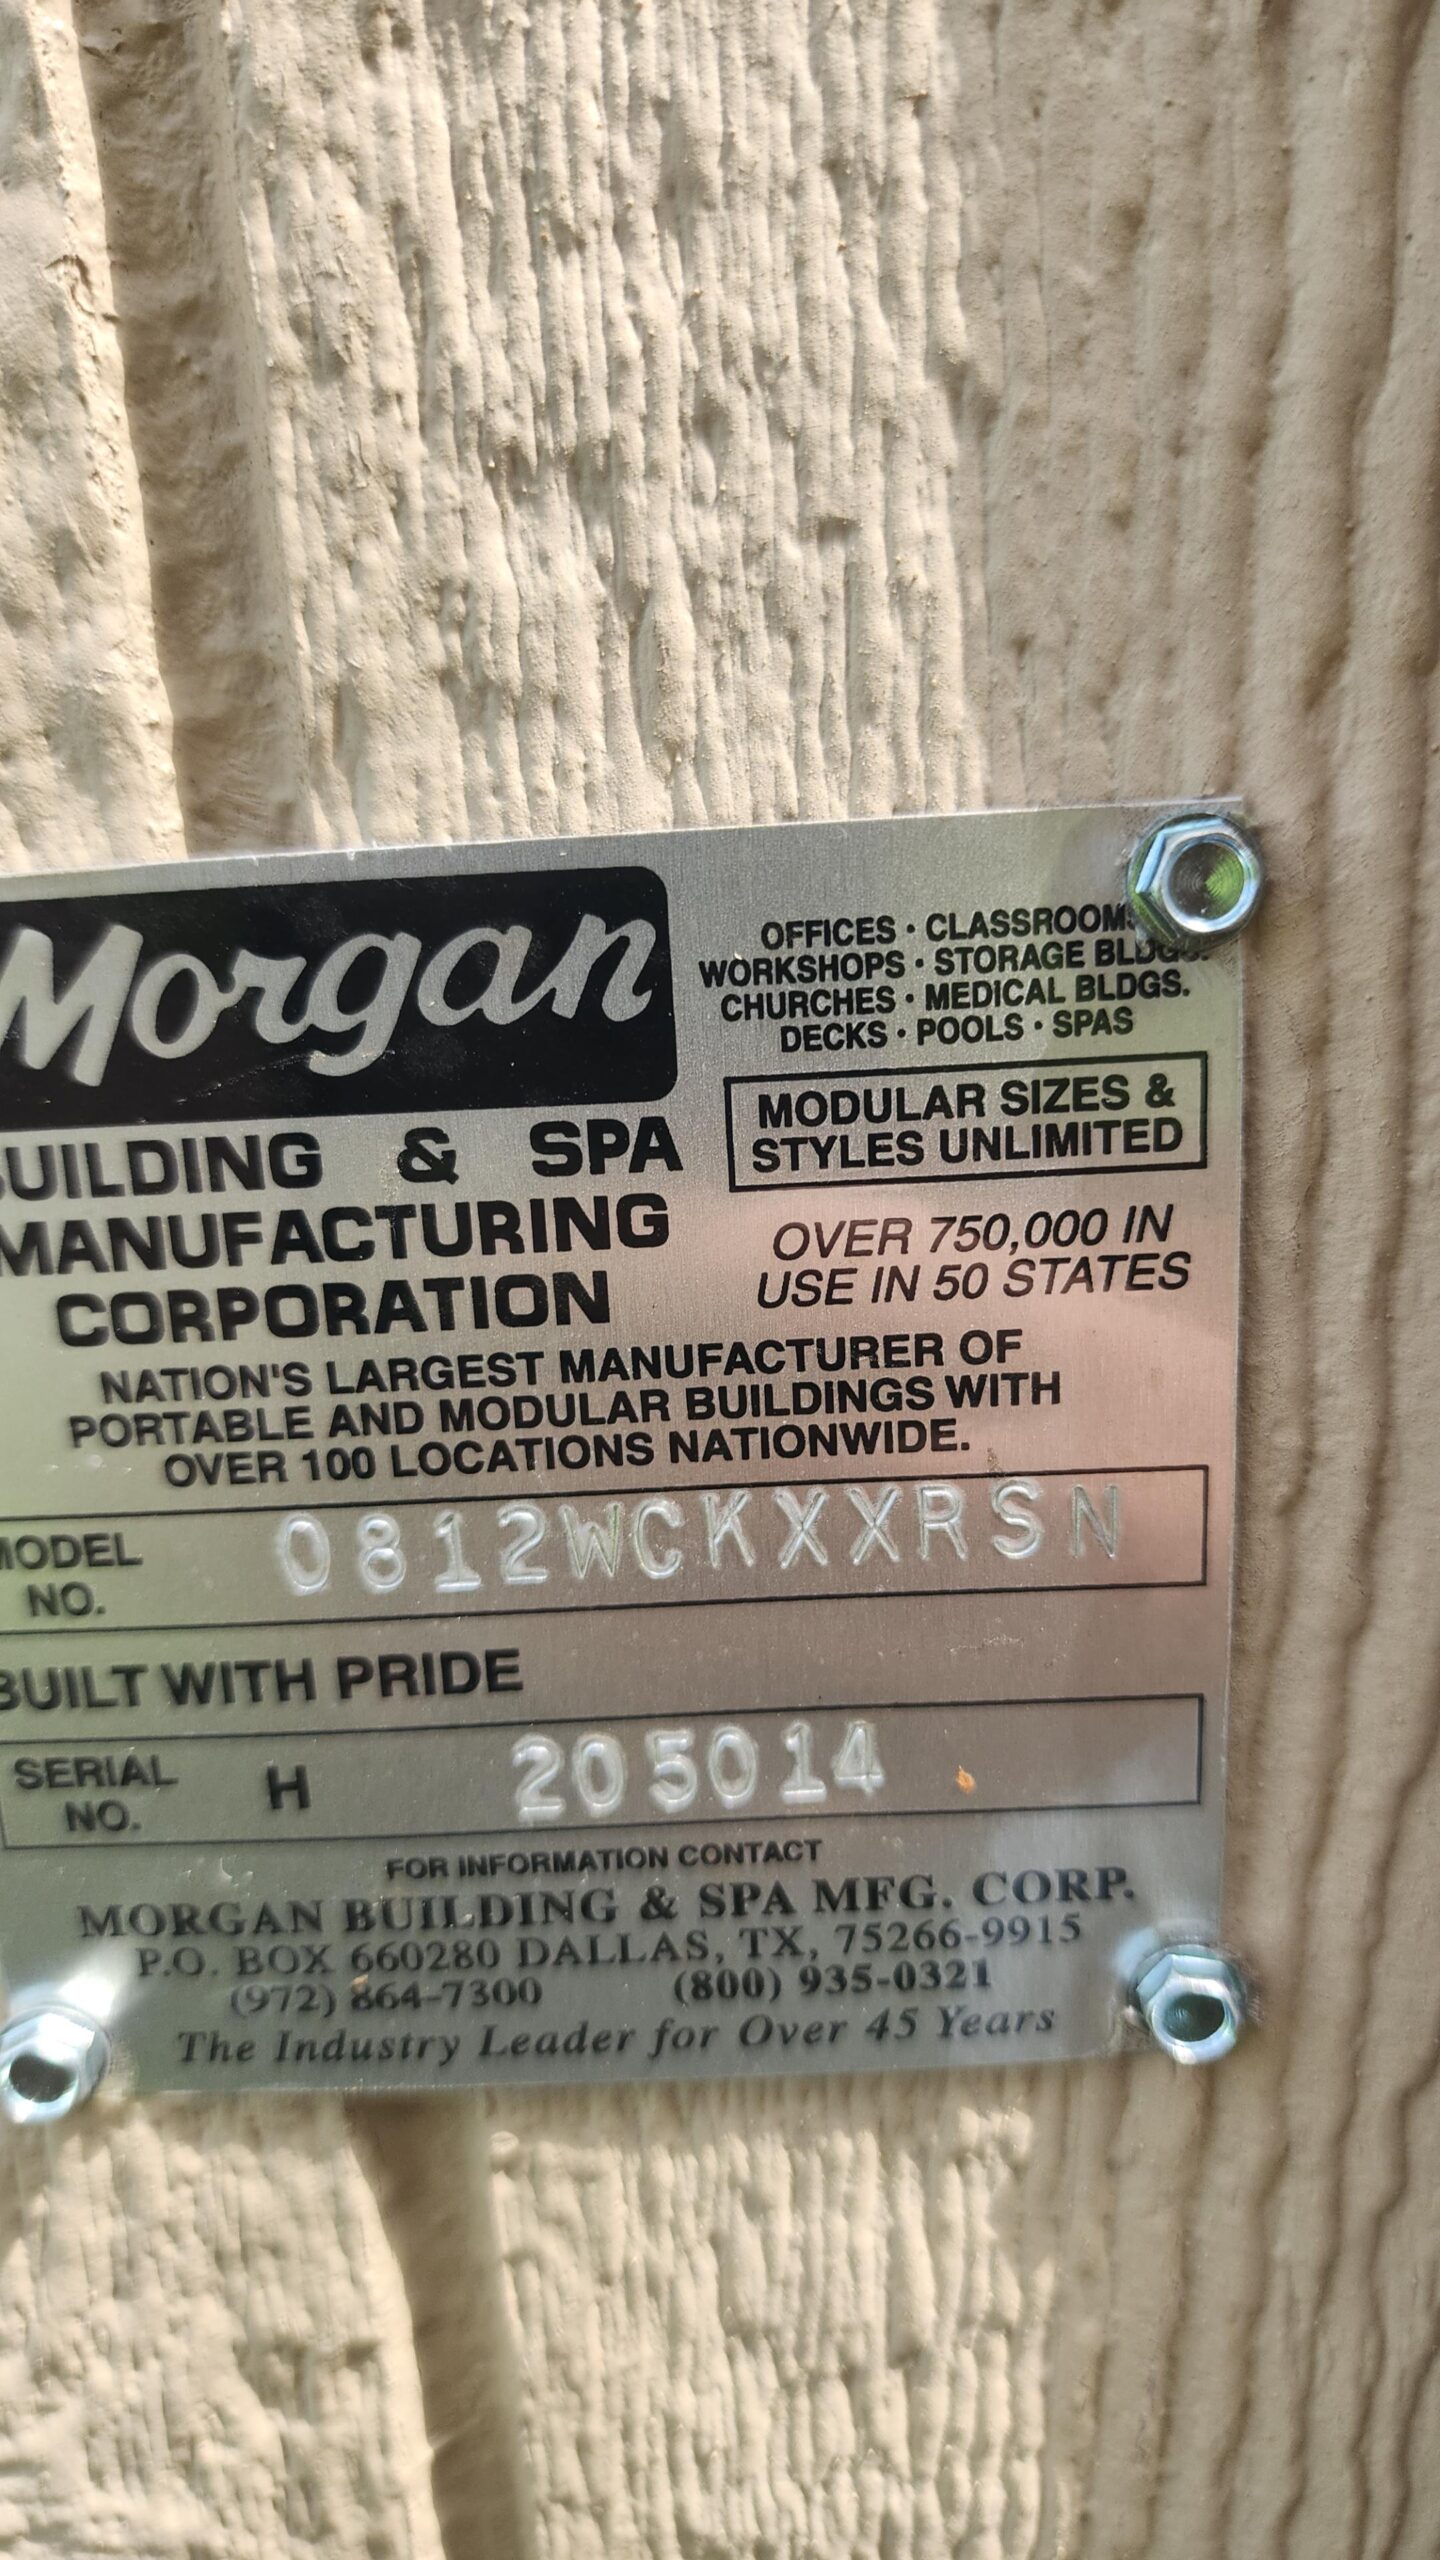 Morgan
BUILDING & SPA
MANUFACTURING
CORPORATION
OFFICES · CLASSROOMS
WORKSHOPS · STORAGE BLDGS.
CHURCHES · MEDICAL BLDGS.
DECKS · POOLS · SPAS
MODULAR SIZES &
STYLES UNLIMITED
OVER 750,000 IN
USE IN 50 STATES
NATION'S LARGEST MANUFACTURER OF
PORTABLE AND MODULAR BUILDINGS WITH
OVER 100 LOCATIONS NATIONWIDE.
MODEL NO. 0812WCKXXRSN
BUILT WITH PRIDE
SERIAL NO. H 205014
FOR INFORMATION CONTACT
MORGAN BUILDING & SPA MFG. CORP.
P.O. BOX 660280 DALLAS, TX, 75266-9915
(972) 864-7300 (800) 935-0321
The Industry Leader for Over 45 Years